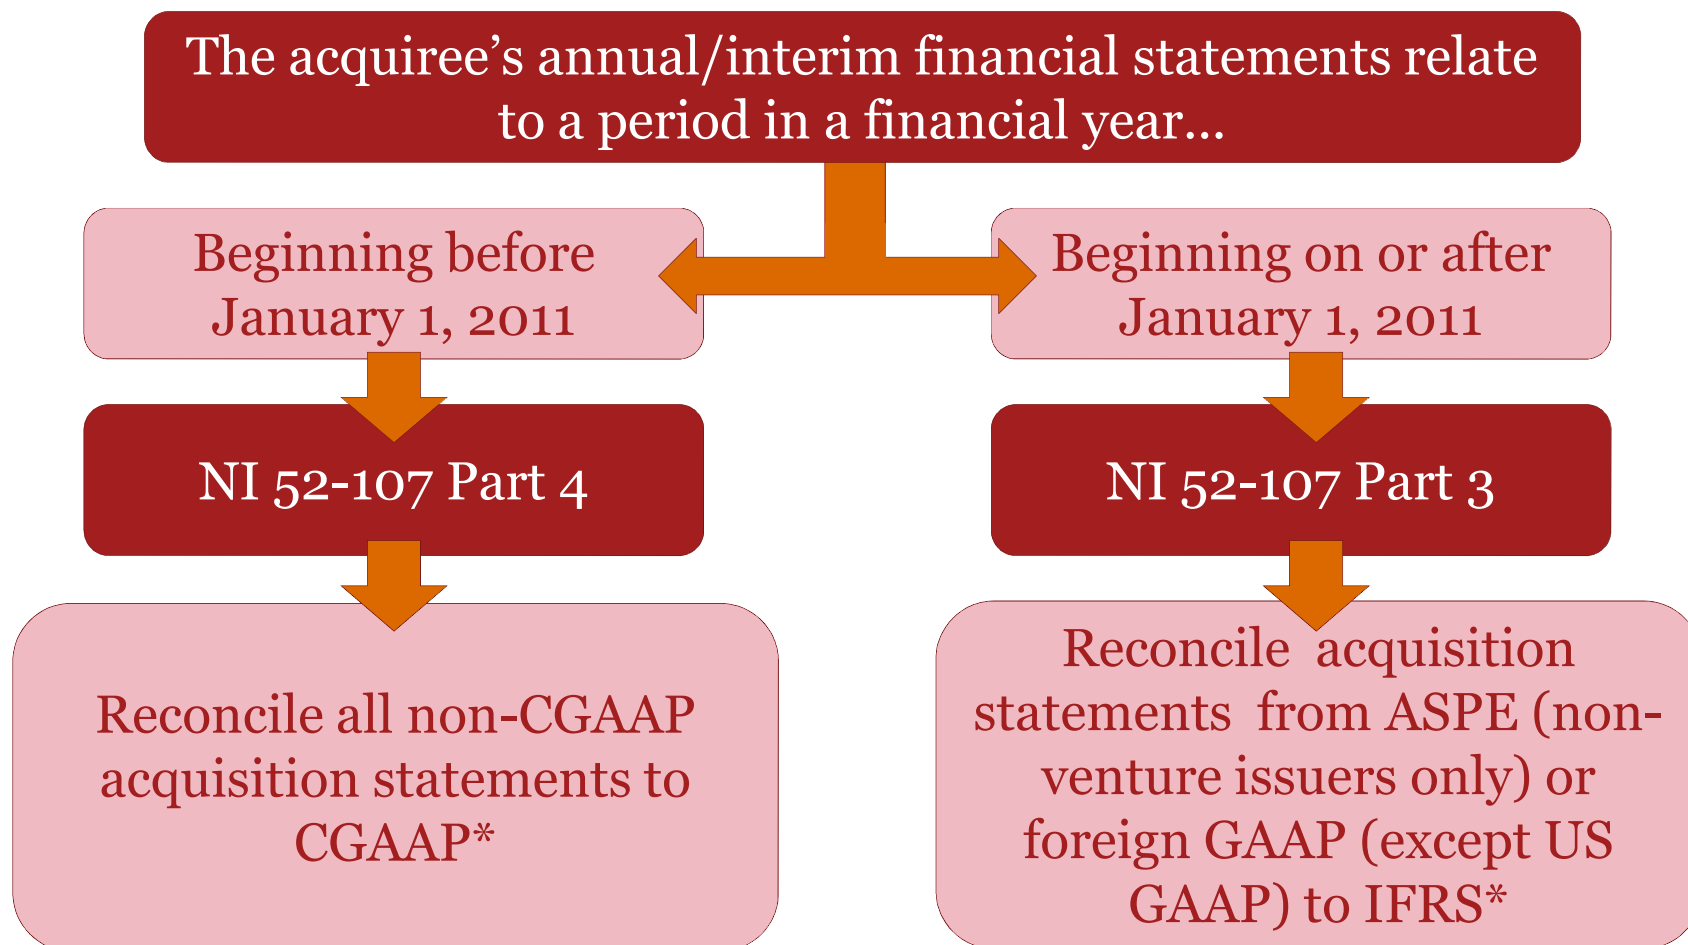 The acquiree’s annual/interim financial statements relate
to a period in a financial year...
Beginning before
January 1, 2011
Beginning on or after
January 1, 2011
NI 52-107 Part 4
NI 52-107 Part 3
Reconcile all non-CGAAP
acquisition statements to
CGAAP*
Reconcile acquisition
statements from ASPE (non-
venture issuers only) or
foreign GAAP (except US
GAAP) to IFRS*